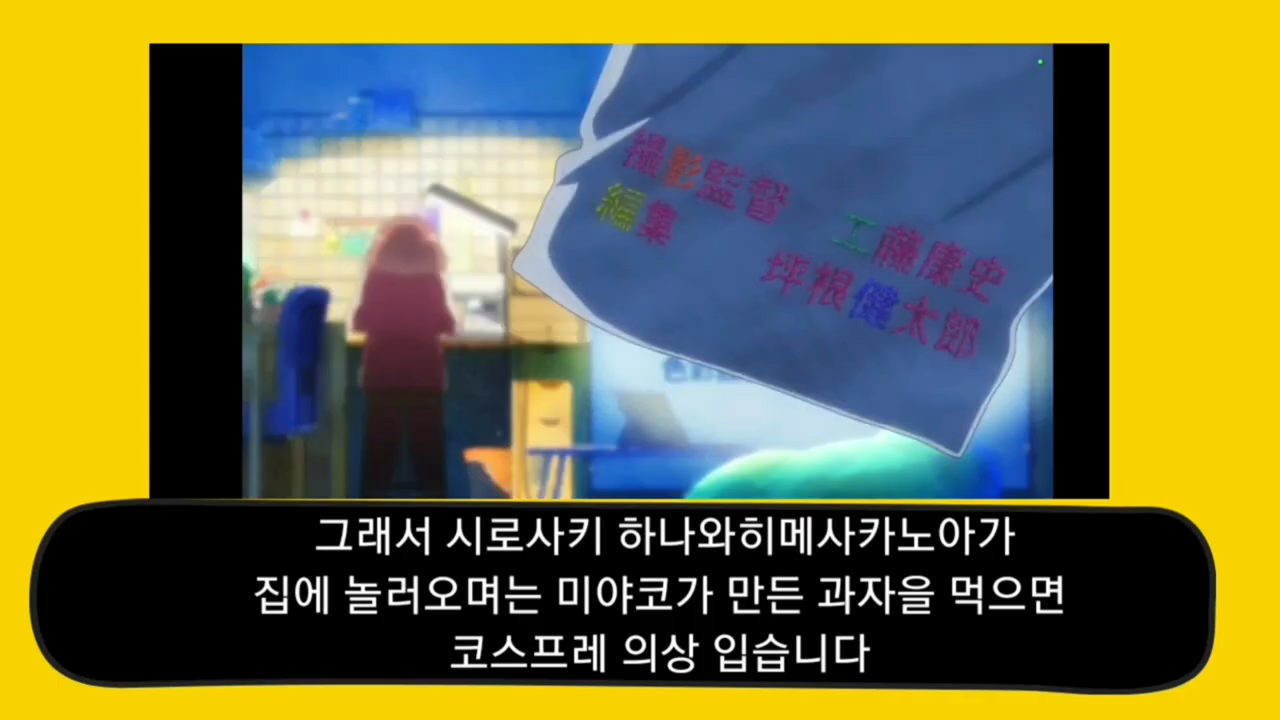 撮影監督 工藤康史
編集 坪根健太郎
그래서 시로사키 하나와히메사카노아가
집에 놀러오며는 미야코가 만든 과자을 먹으면
코스프레 의상 입습니다